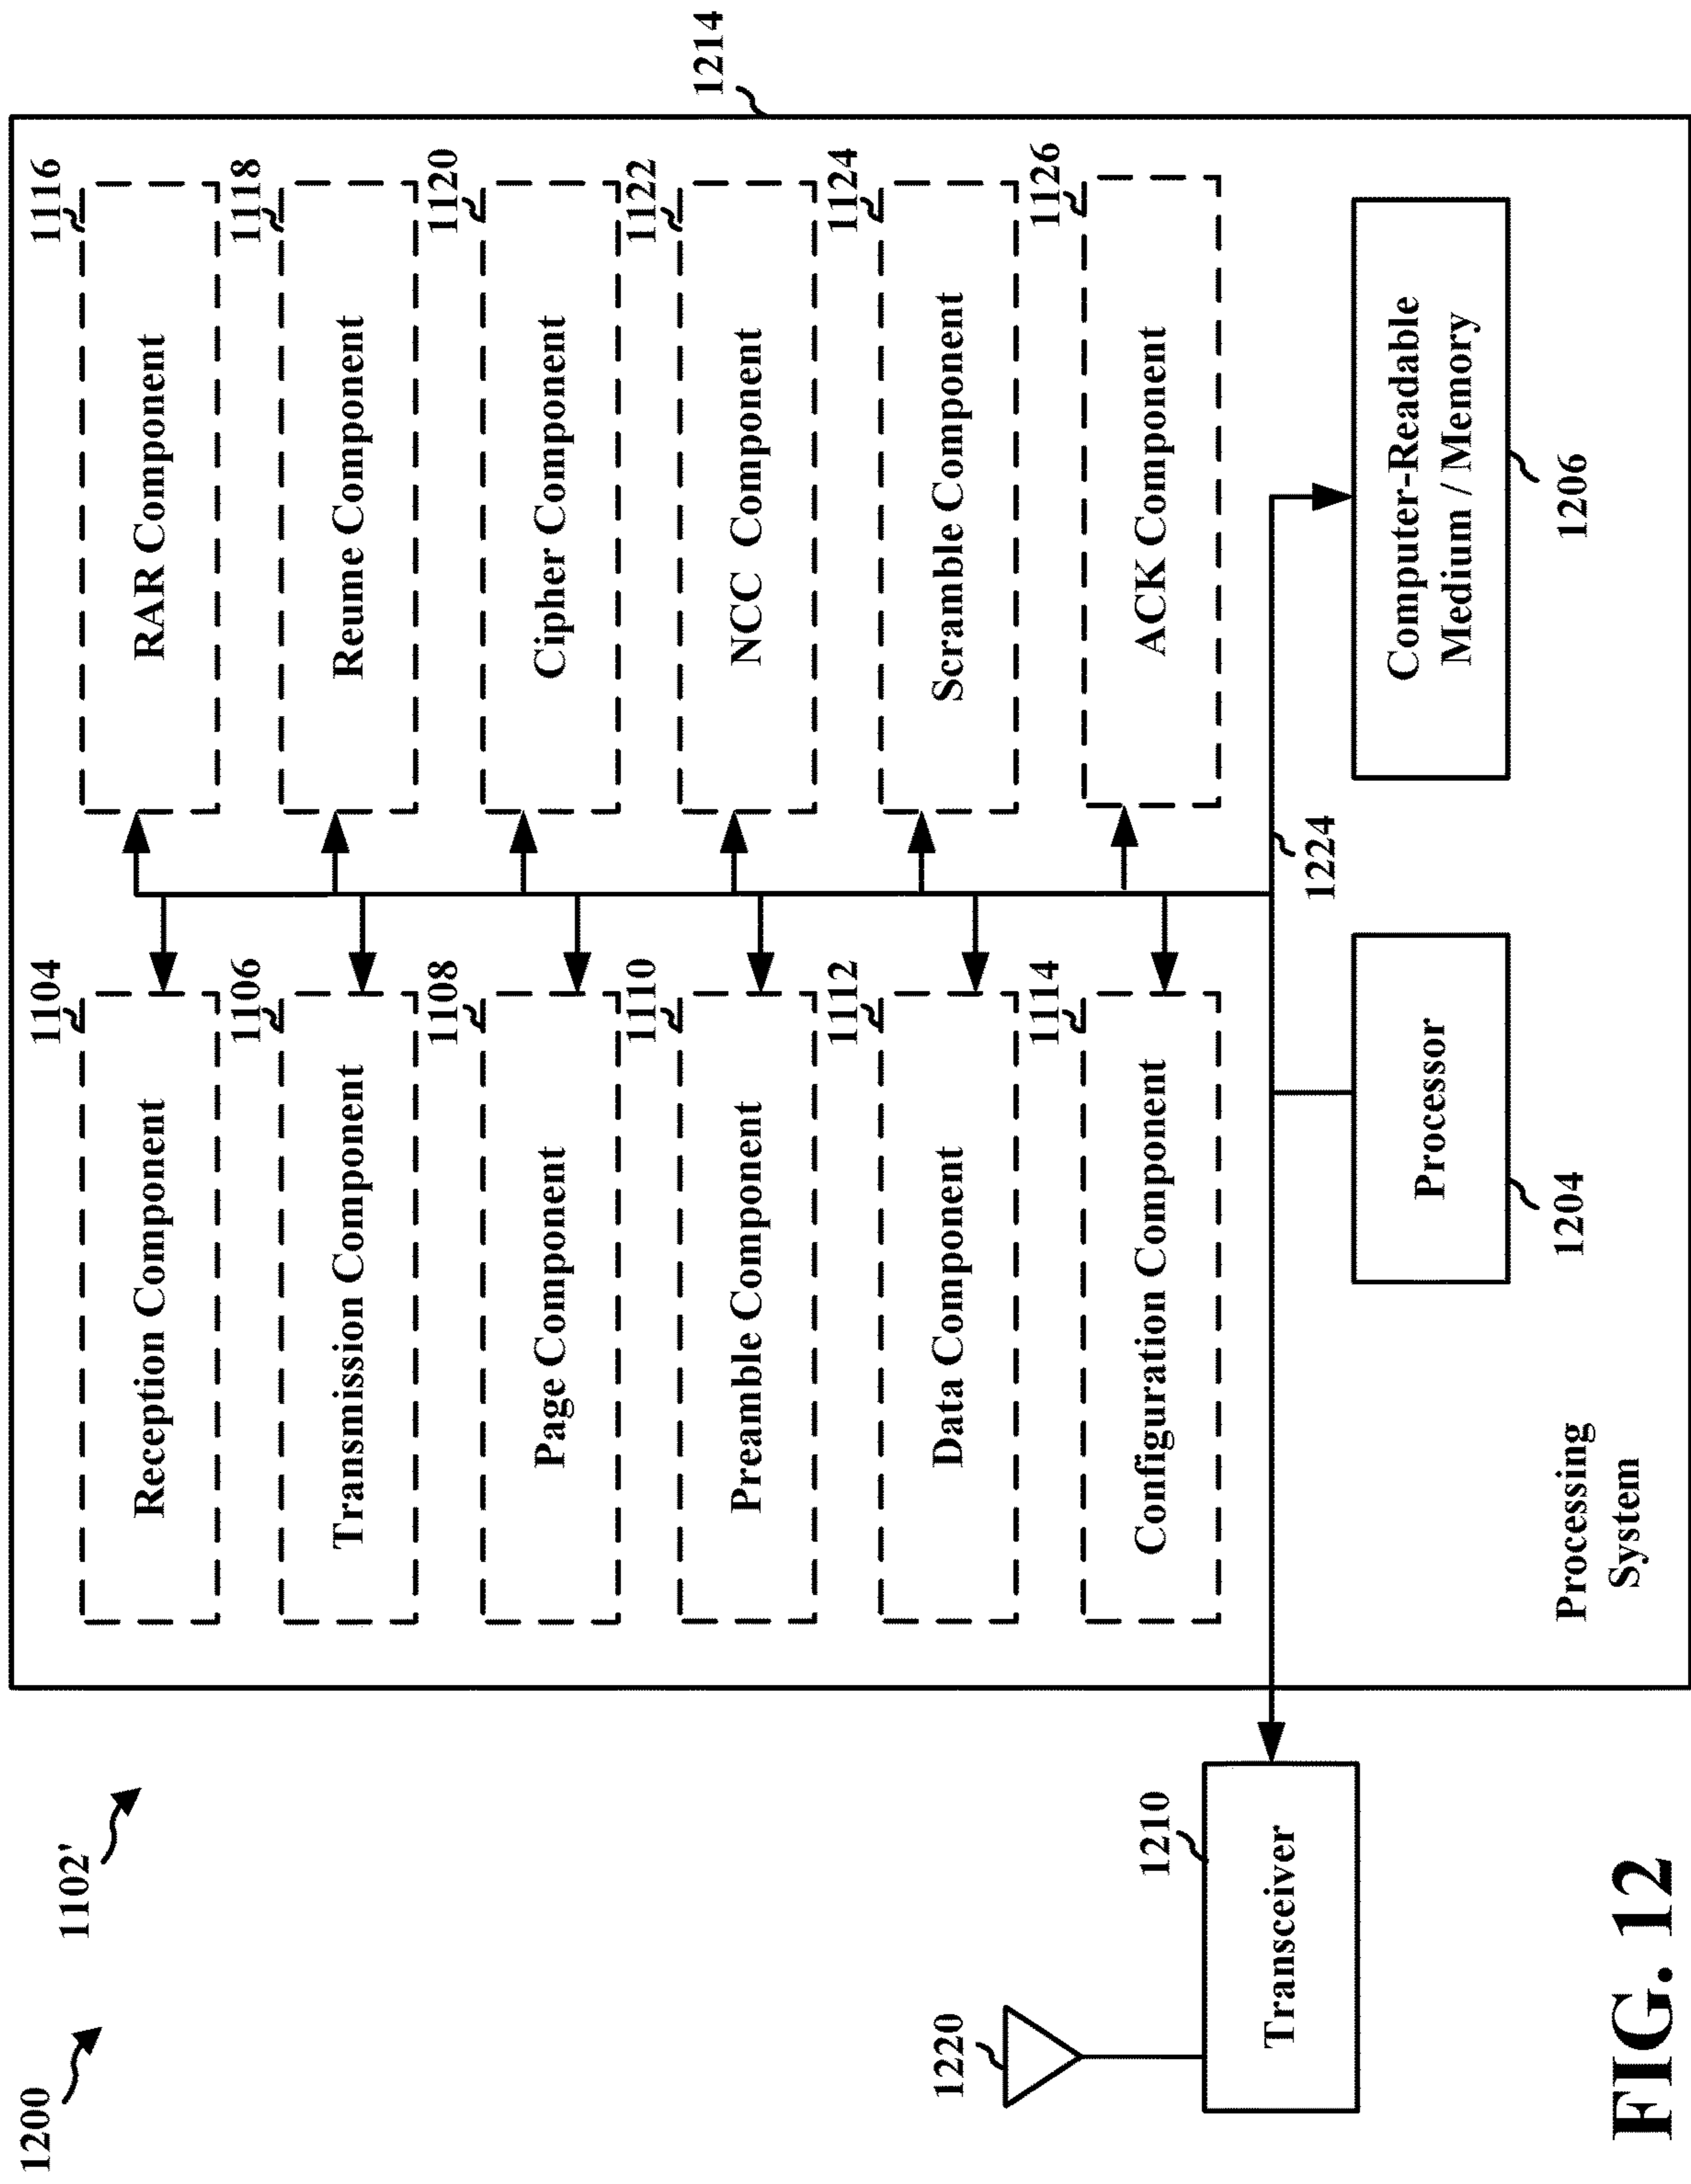 1200
1102'
1214
1104
Reception Component
1116
RAR Component
1106
Transmission Component
1118
Reume Component
1108
Page Component
1120
Cipher Component
1110
Preamble Component
1122
NCC Component
1112
Data Component
1124
Scramble Component
1114
Configuration Component
1126
ACK Component
1220
1210
Transceiver
1224
Processor
1204
Computer-Readable
Medium / Memory
1206
Processing
System
FIG. 12